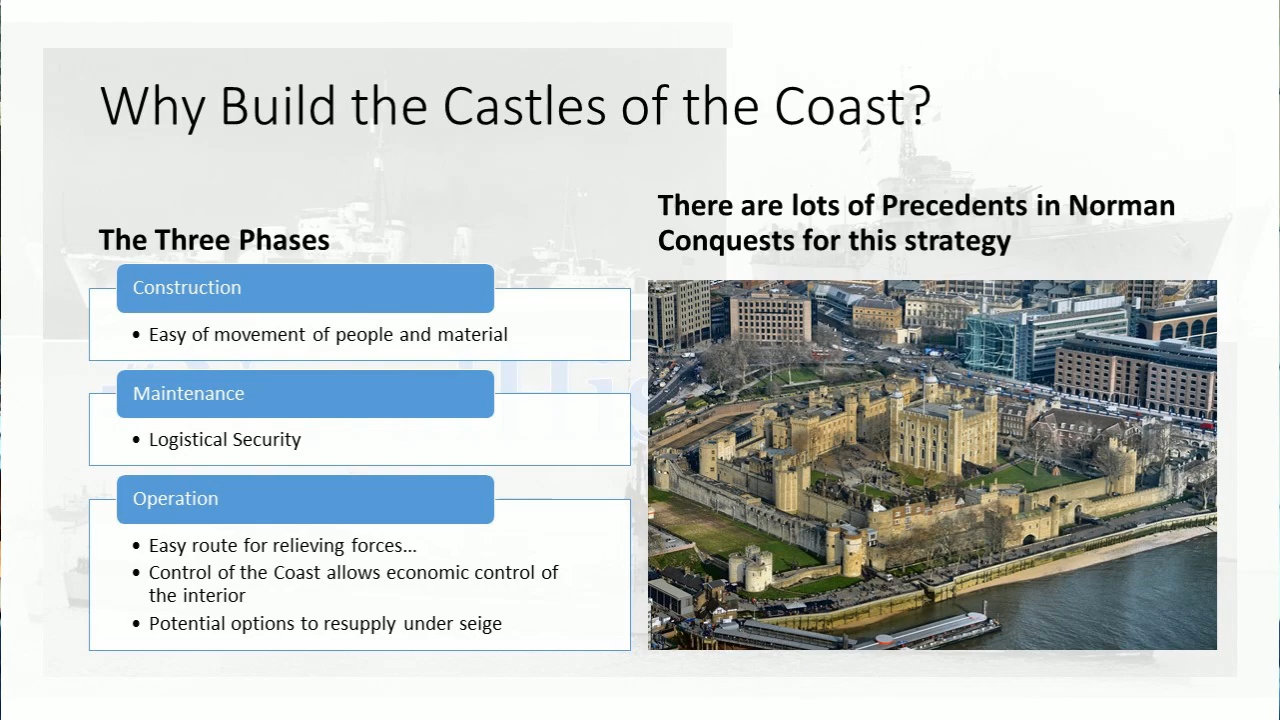 Why Build the Castles of the Coast?
The Three Phases
Construction
• Easy of movement of people and material
Maintenance
• Logistical Security
Operation
• Easy route for relieving forces...
• Control of the Coast allows economic control of
the interior
• Potential options to resupply under seige
There are lots of Precedents in Norman
Conquests for this strategy